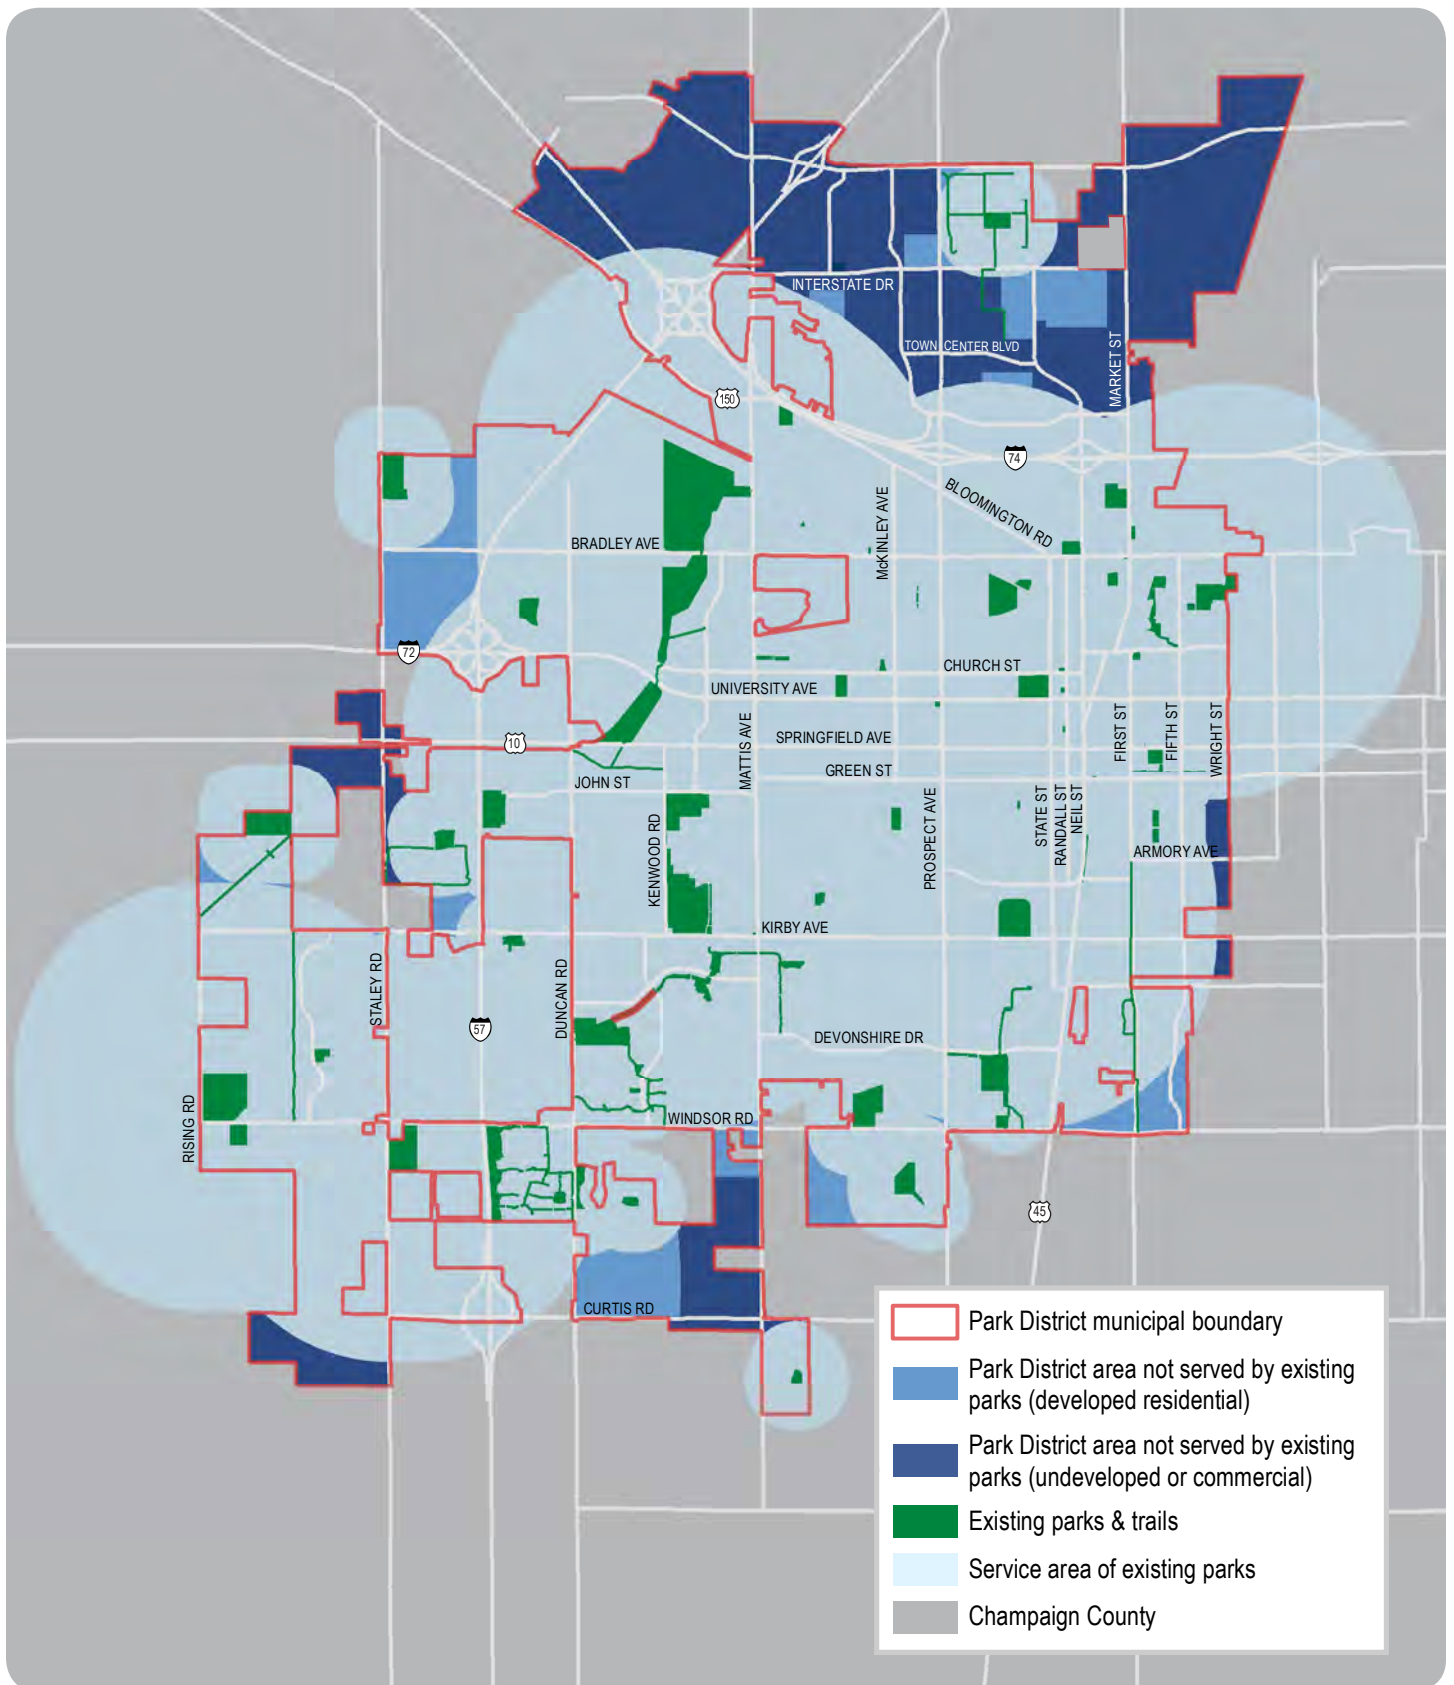 INTERSTATE DR
TOWN CENTER BLVD
MARKET ST
150
74
BLOOMINGTON RD
McKINLEY AVE
BRADLEY AVE
72
CHURCH ST
UNIVERSITY AVE
10
SPRINGFIELD AVE
MATTIS AVE
FIRST ST
FIFTH ST
WRIGHT ST
JOHN ST
GREEN ST
KENWOOD RD
PROSPECT AVE
STATE ST
RANDALL ST
NEIL ST
ARMORY AVE
KIRBY AVE
STALEY RD
DUNCAN RD
57
DEVONSHIRE DR
RISING RD
WINDSOR RD
45
CURTIS RD
Park District municipal boundary
Park District area not served by existing
parks (developed residential)
Park District area not served by existing
parks (undeveloped or commercial)
Existing parks & trails
Service area of existing parks
Champaign County